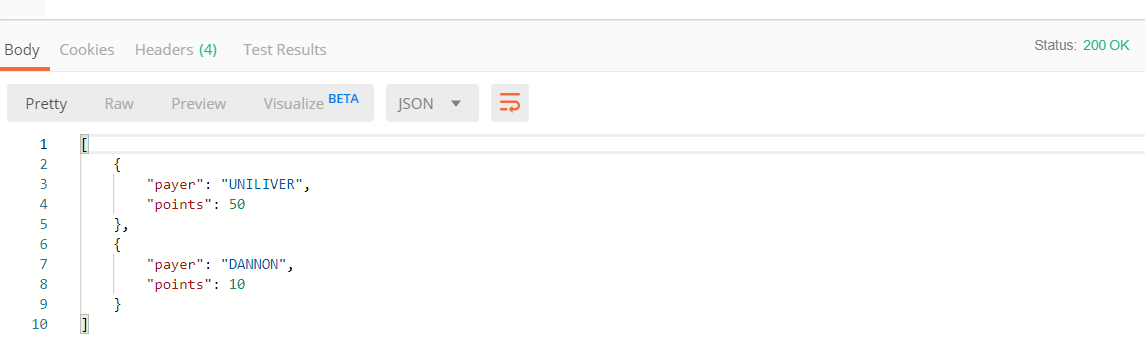 Body Cookies Headers (4) Test Results Status: 200 OK
Pretty Raw Preview Visualize BETA JSON
1 [
2 {
3 "payer": "UNILIVER",
4 "points": 50
5 },
6 {
7 "payer": "DANNON",
8 "points": 10
9 }
10 ]